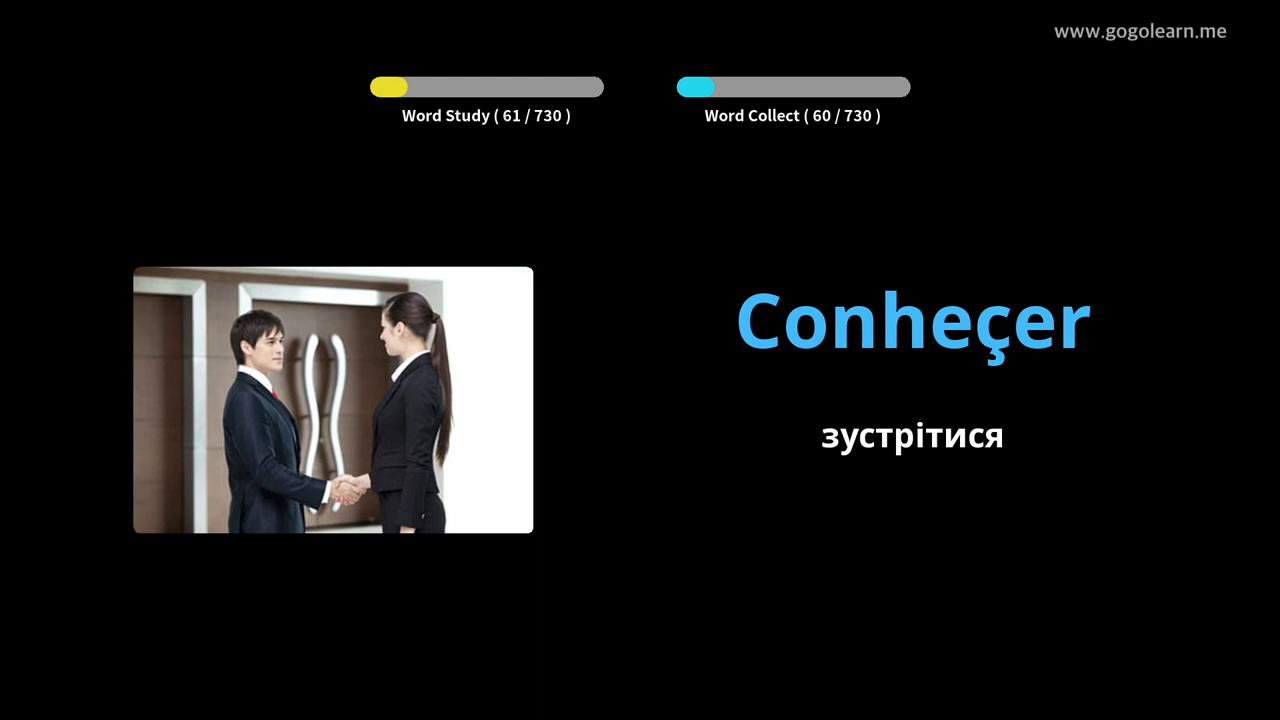 www.gogolearn.me
Word Study ( 61 / 730 )
Word Collect ( 60 / 730 )
Conheçer
зустрітися